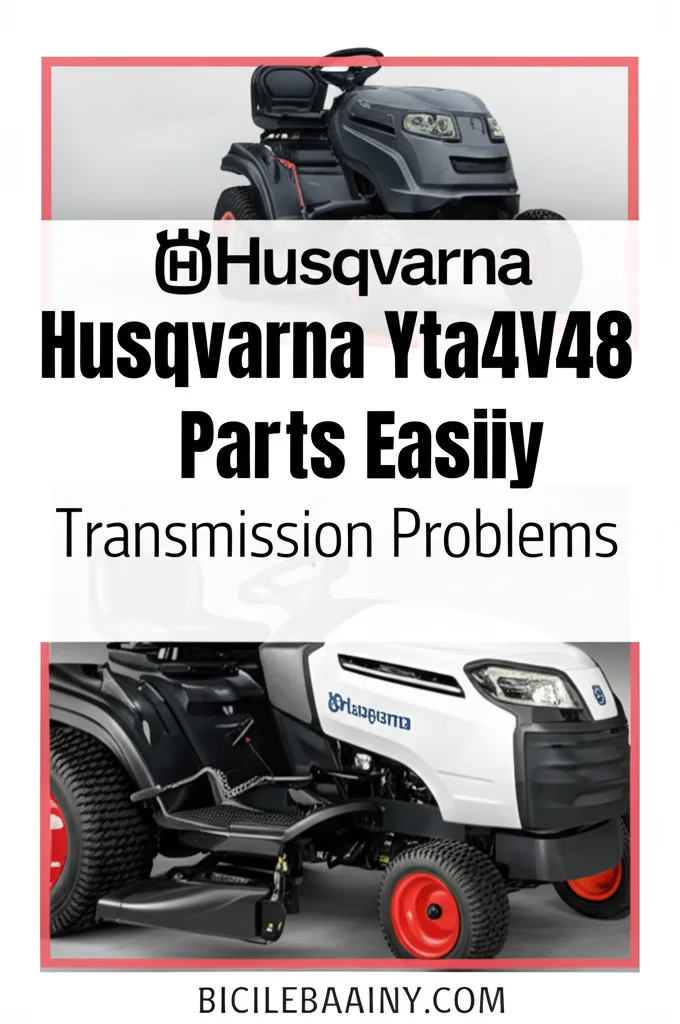 Husqvarna
Husqvarna Yta4V48
Parts Easiiy
Transmission Problems
BICILEBAAINY.COM